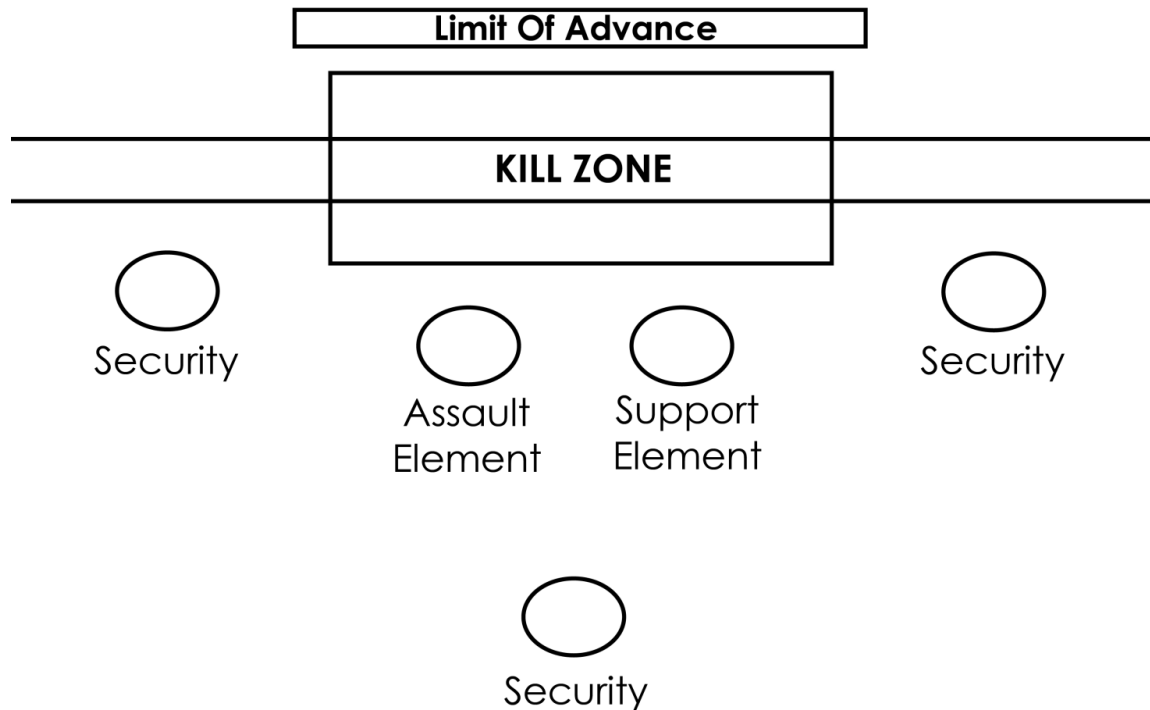 Limit Of Advance
KILL ZONE
Security
Security
Assault
Element
Support
Element
Security